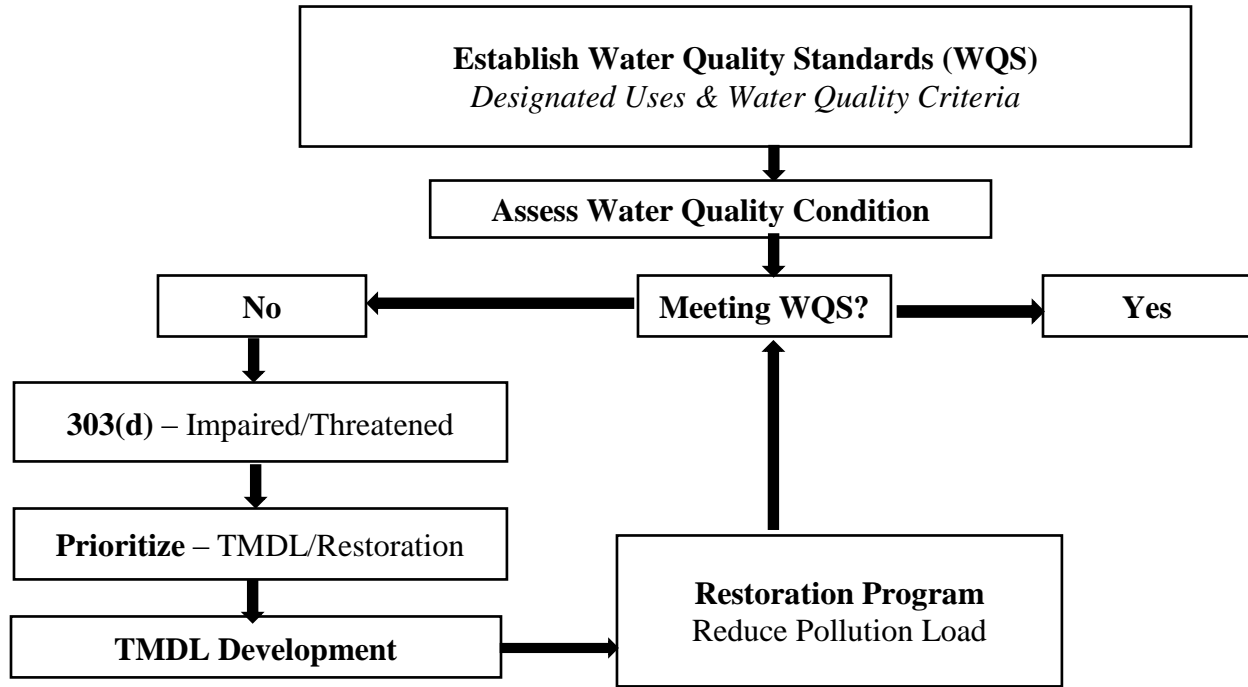 Establish Water Quality Standards (WQS)
Designated Uses & Water Quality Criteria
Assess Water Quality Condition
No
Meeting WQS?
Yes
303(d) – Impaired/Threatened
Prioritize – TMDL/Restoration
TMDL Development
Restoration Program
Reduce Pollution Load